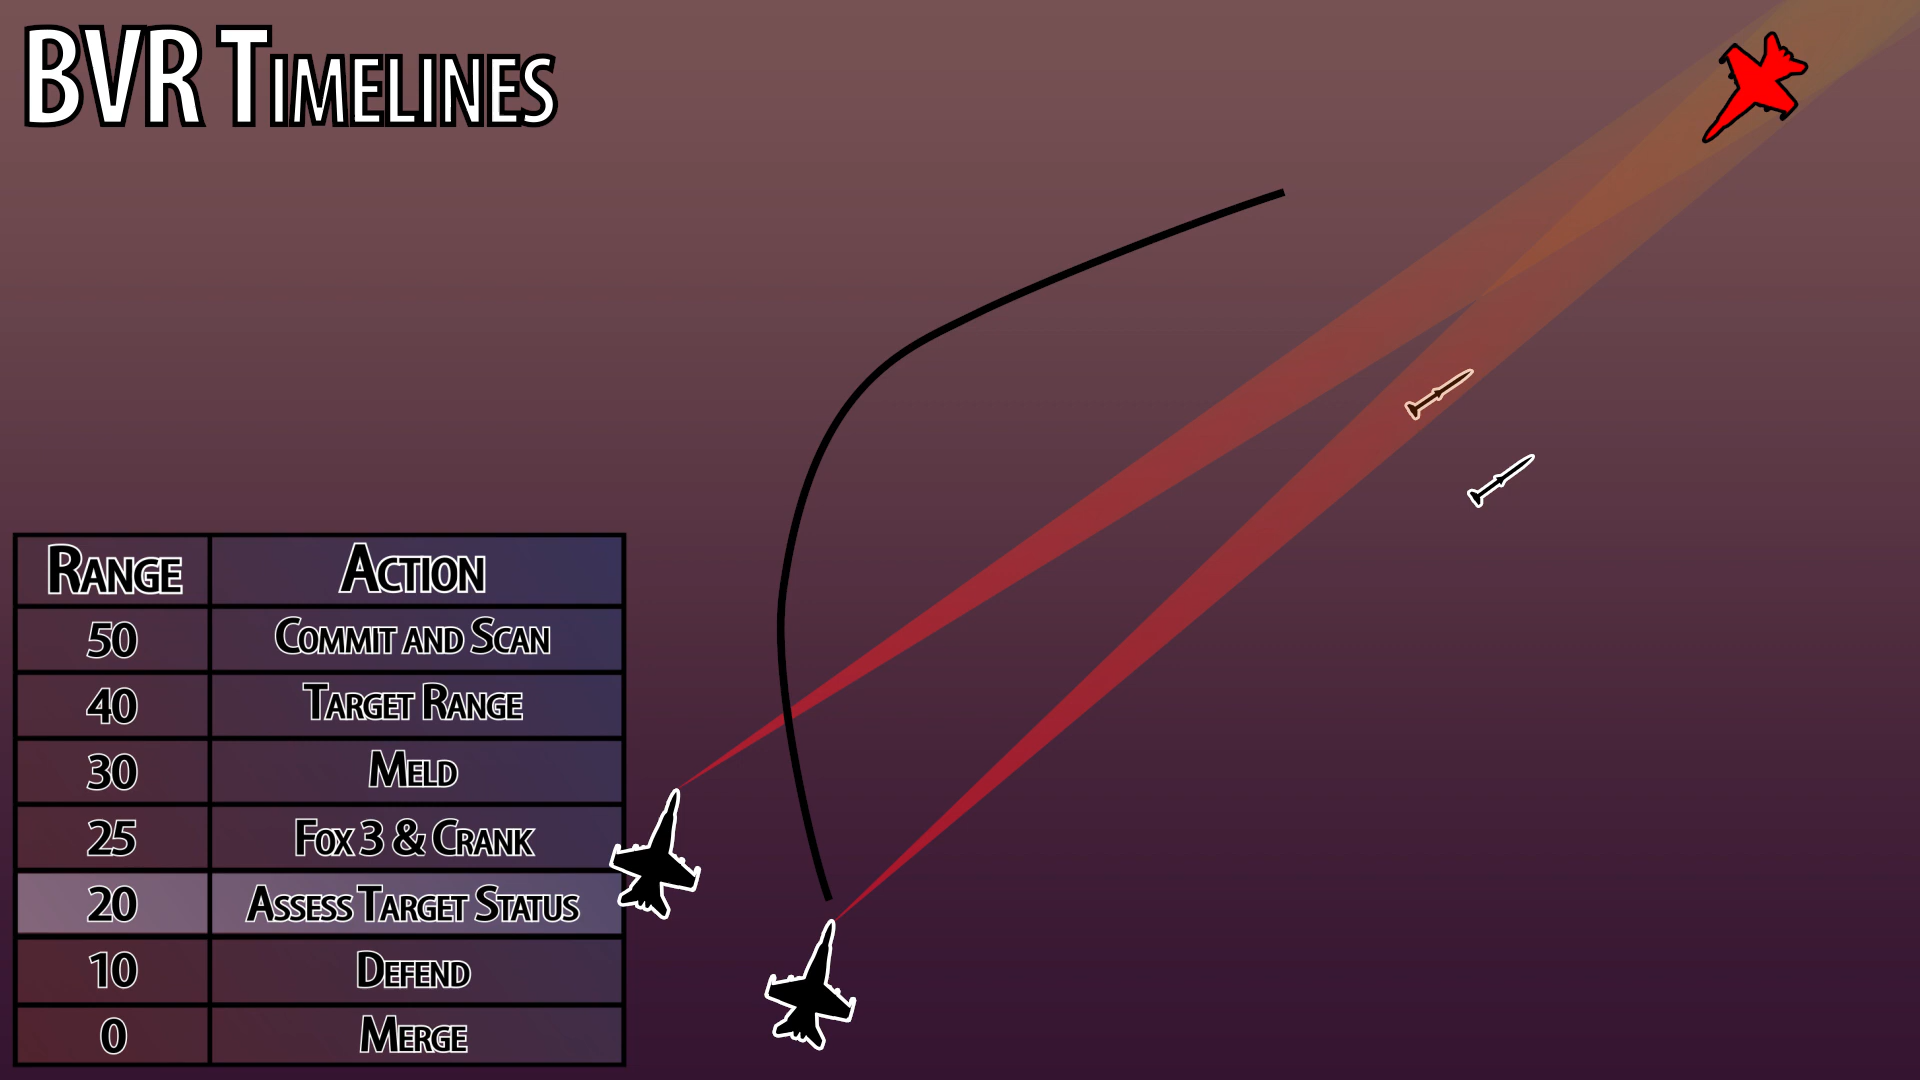 BVR Timelines
Range Action
50 Commit and Scan
40 Target Range
30 Meld
25 Fox 3 & Crank
20 Assess Target Status
10 Defend
0 Merge